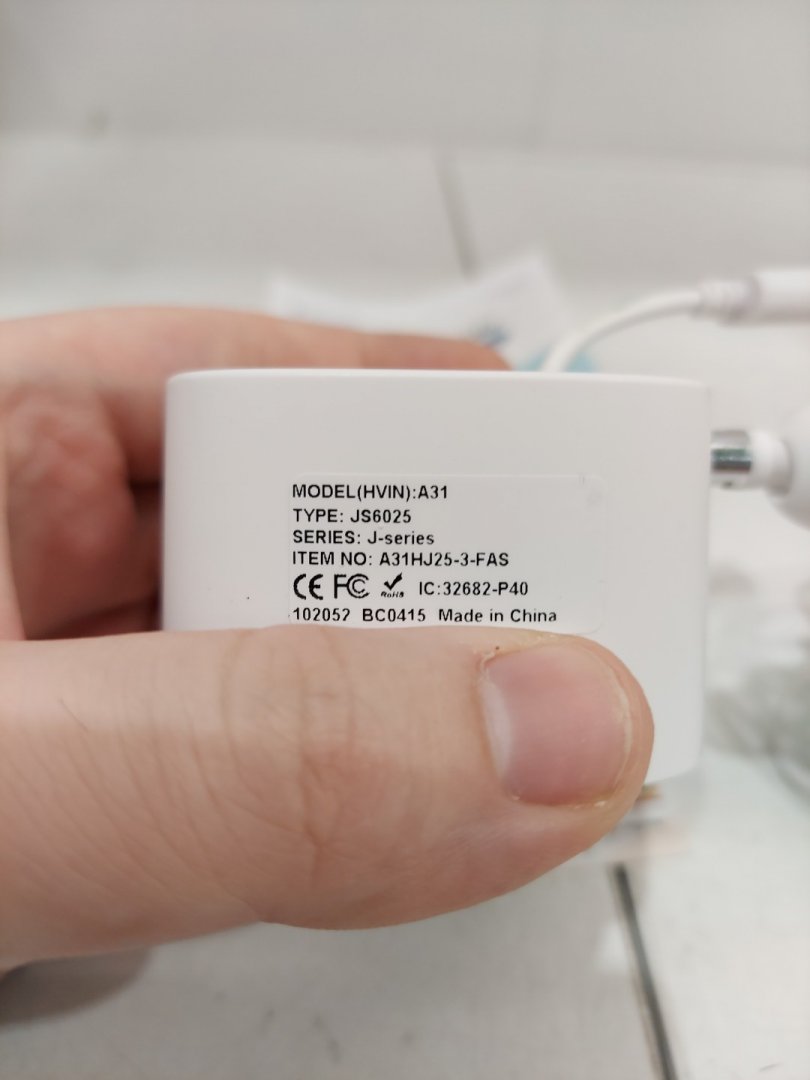 MODEL(HVIN):A31
TYPE: JS6025
SERIES: J-series
ITEM NO: A31HJ25-3-FAS
CE FC RoHS IC:32682-P40
102052 BC0415 Made in China